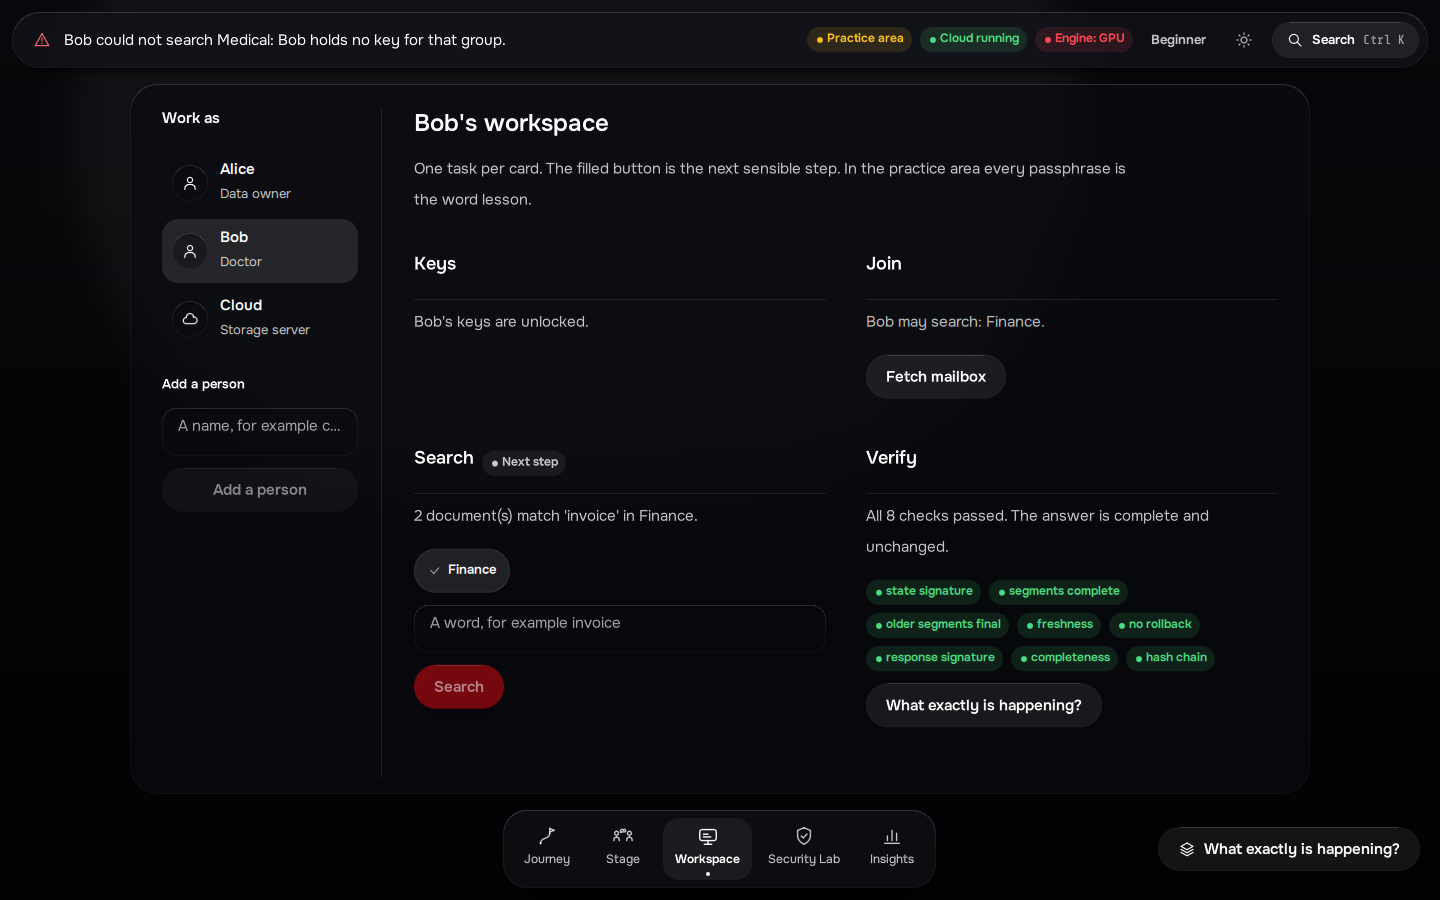 Bob could not search Medical: Bob holds no key for that group.
Practice area
Cloud running
Engine: GPU
Beginner
Search Ctrl K
Work as
Alice
Data owner
Bob
Doctor
Cloud
Storage server
Add a person
A name, for example c...
Add a person
Bob's workspace
One task per card. The filled button is the next sensible step. In the practice area every passphrase is
the word lesson.
Keys
Bob's keys are unlocked.
Join
Bob may search: Finance.
Fetch mailbox
Search
Next step
2 document(s) match 'invoice' in Finance.
Finance
A word, for example invoice
Search
Verify
All 8 checks passed. The answer is complete and
unchanged.
state signature
segments complete
older segments final
freshness
no rollback
response signature
completeness
hash chain
What exactly is happening?
Journey
Stage
Workspace
Security Lab
Insights
What exactly is happening?